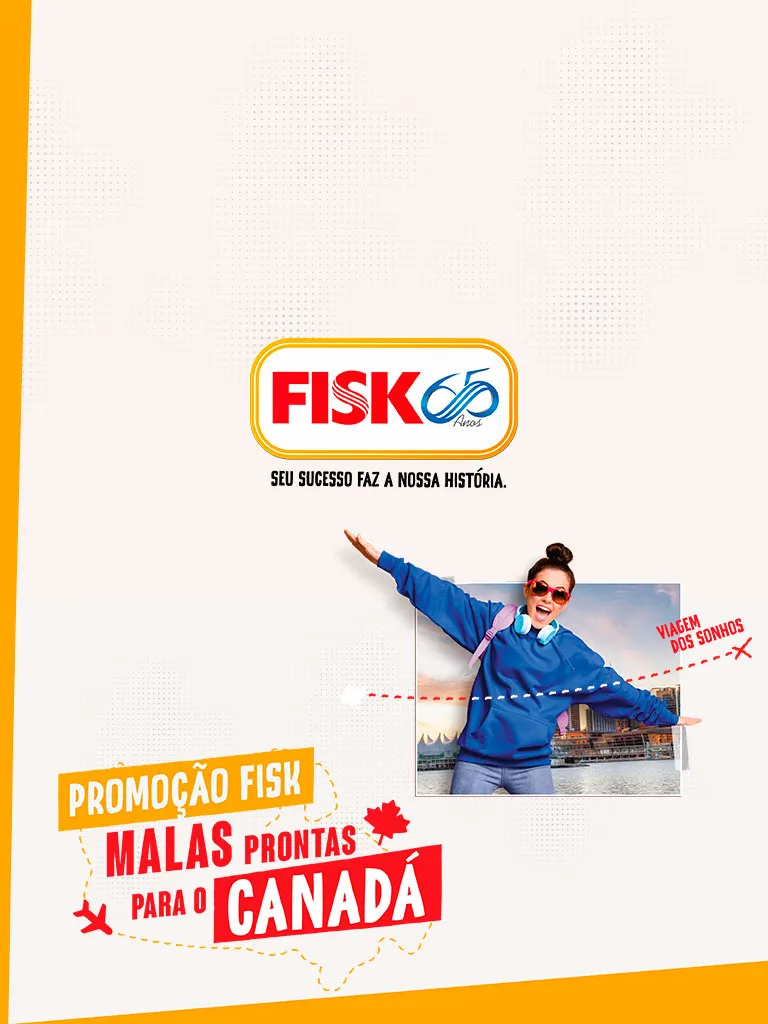 FISK 65
Anos
SEU SUCESSO FAZ A NOSSA HISTÓRIA.
VIAGEM
DOS SONHOS
PROMOÇÃO FISK
MALAS PRONTAS
PARA O CANADÁ